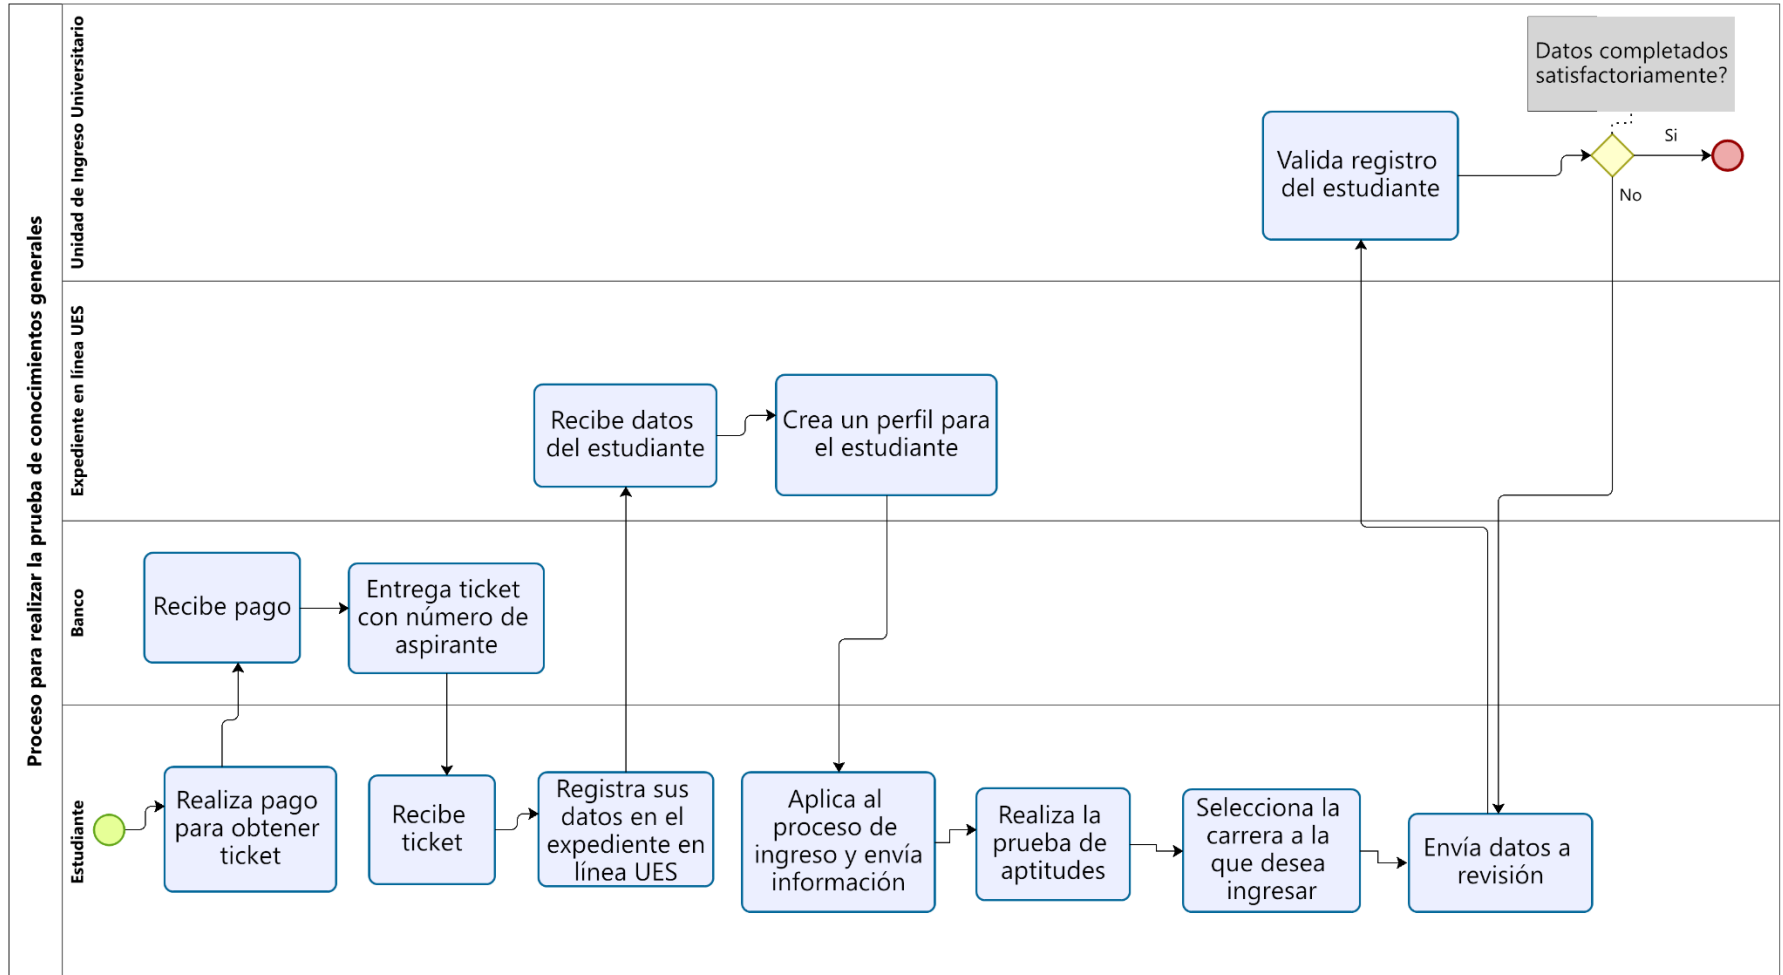 Proceso para realizar la prueba de conocimientos generales
Unidad de Ingreso Universitario
Datos completados
satisfactoriamente?
Valida registro
del estudiante
Si
No
Expediente en línea UES
Recibe datos
del estudiante
Crea un perfil para
el estudiante
Banco
Recibe pago
Entrega ticket
con número de
aspirante
Estudiante
Realiza pago
para obtener
ticket
Recibe
ticket
Registra sus
datos en el
expediente en
línea UES
Aplica al
proceso de
ingreso y envía
información
Realiza la
prueba de
aptitudes
Selecciona la
carrera a la
que desea
ingresar
Envía datos a
revisión